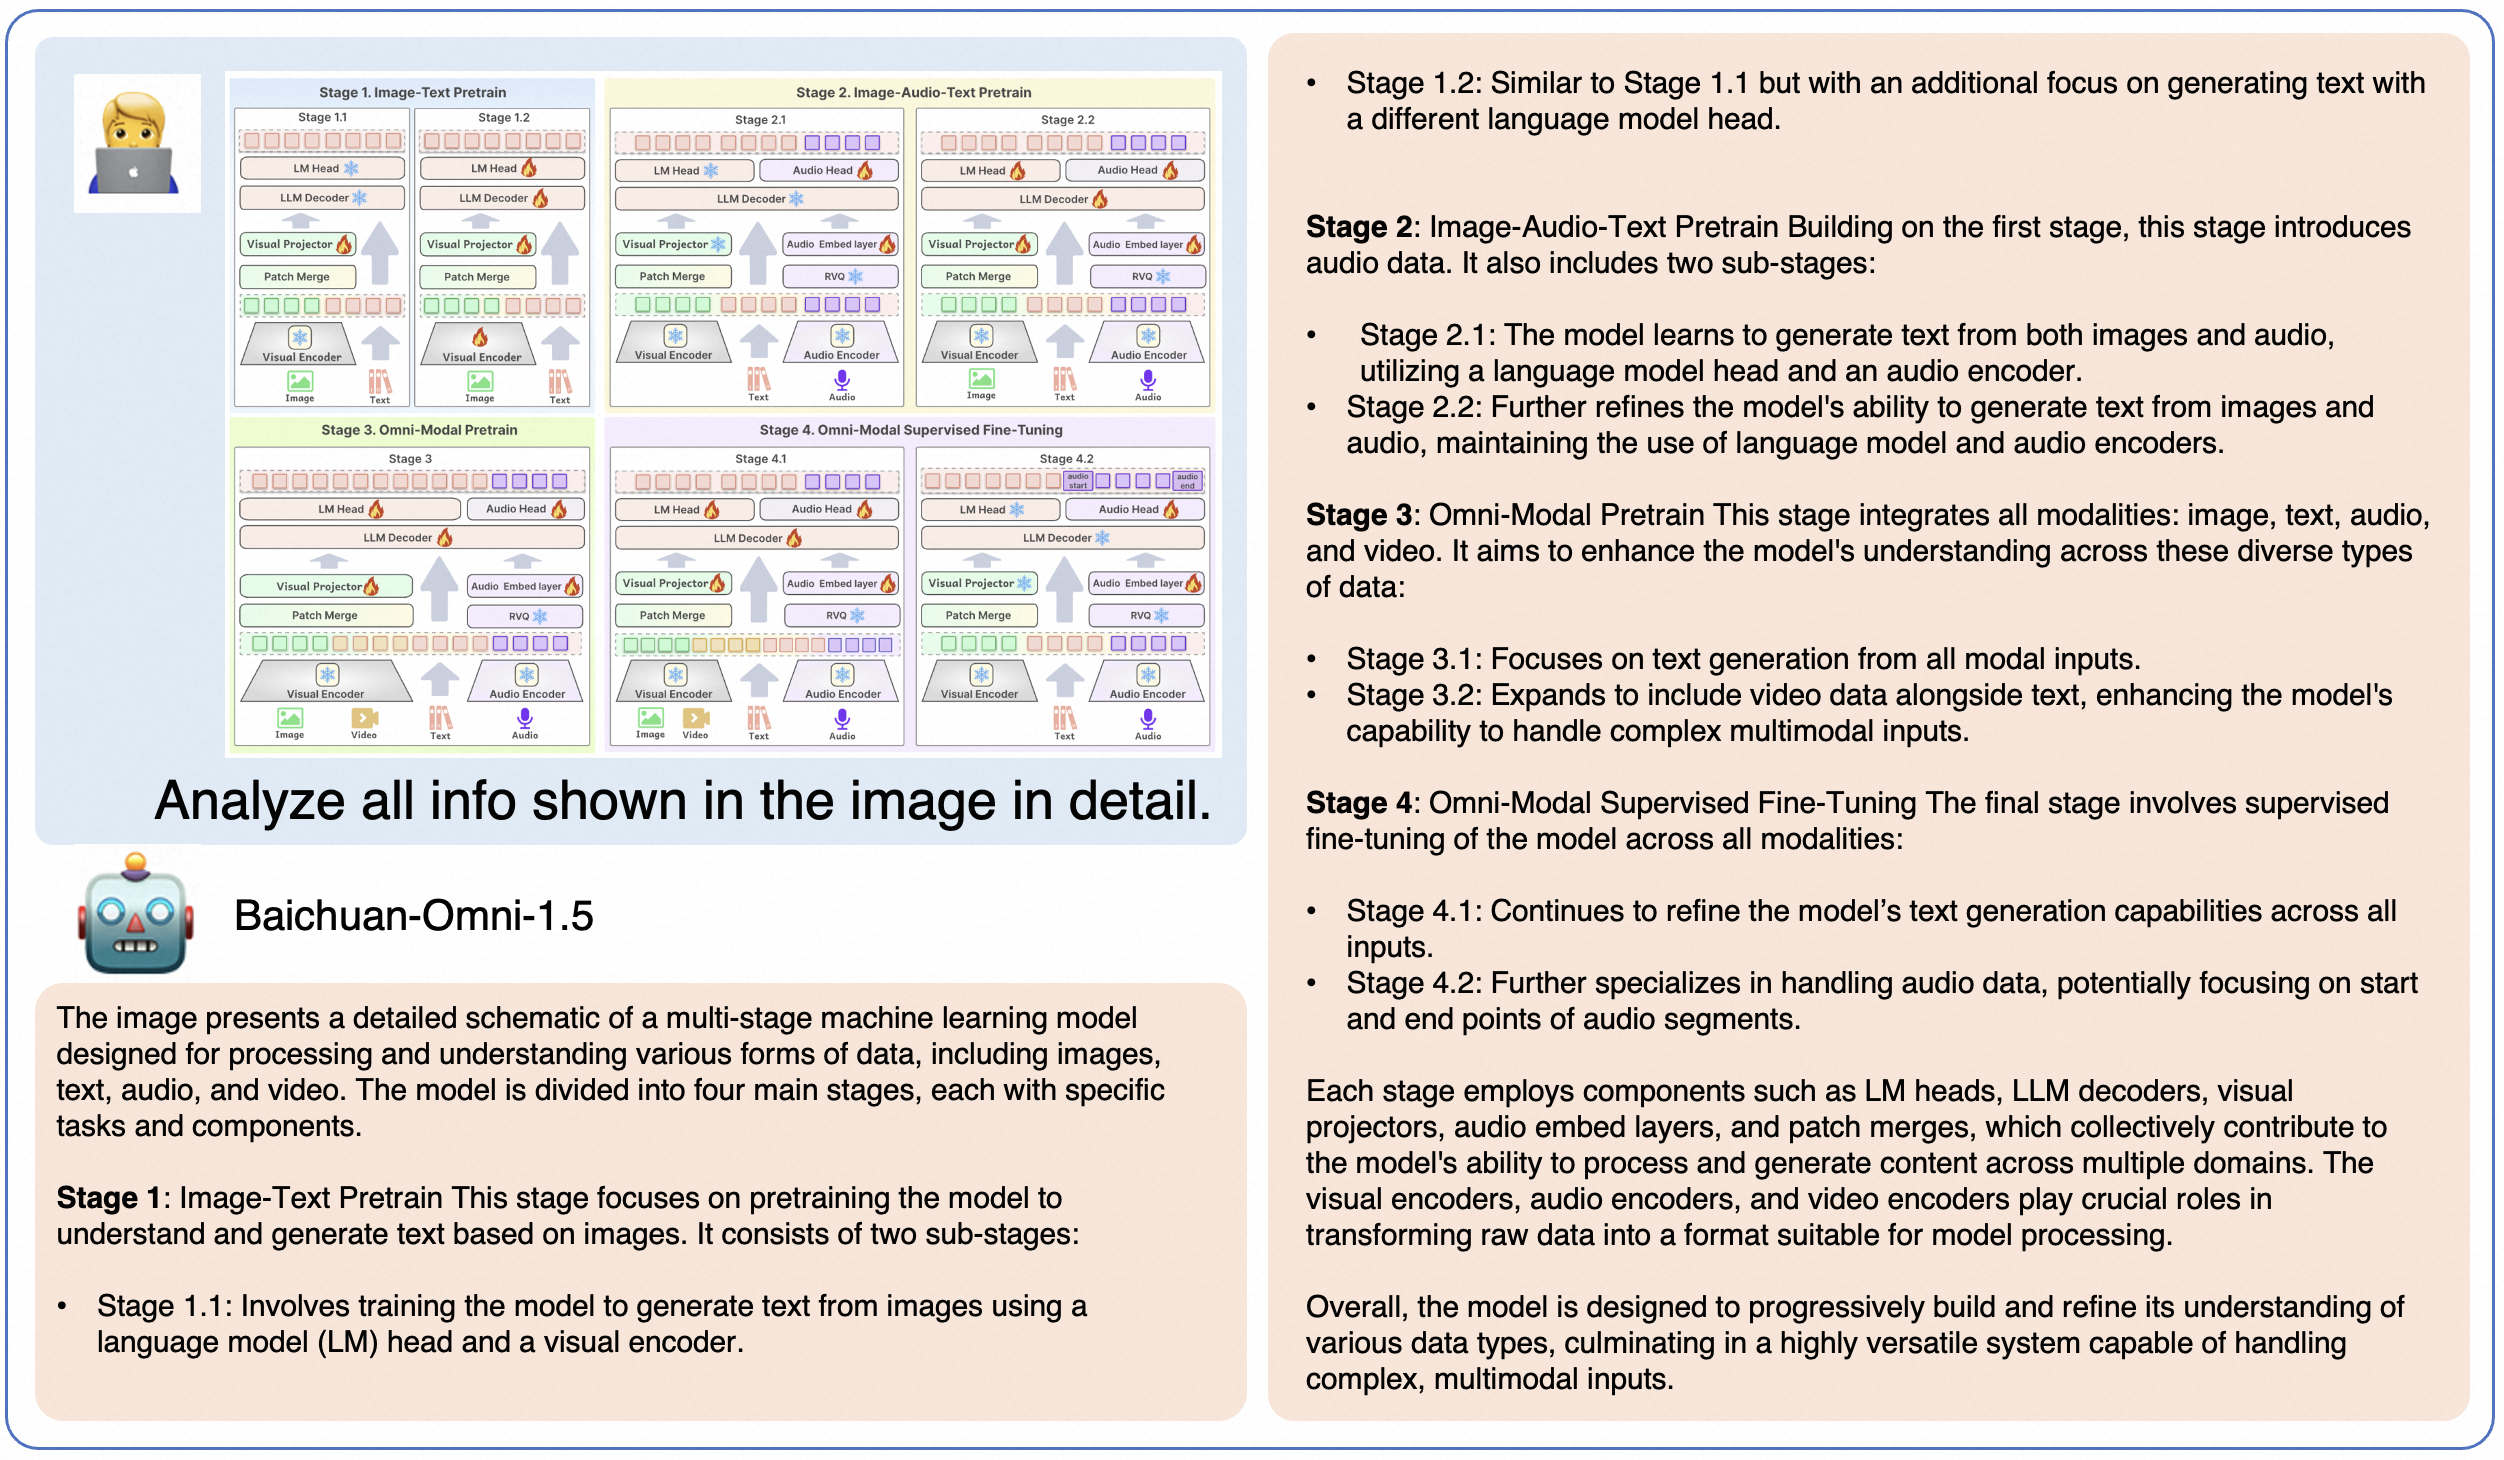 Stage 1. Image-Text Pretrain
Stage 1.1
LM Head
LLM Decoder
Visual Projector
Patch Merge
Visual Encoder
Image Text
Stage 1.2
LM Head
LLM Decoder
Visual Projector
Patch Merge
Visual Encoder
Image Text
Stage 2. Image-Audio-Text Pretrain
Stage 2.1
LM Head Audio Head
LLM Decoder
Visual Projector Audio Embed layer
Patch Merge RVQ
Visual Encoder Audio Encoder
Text Audio
Stage 2.2
LM Head Audio Head
LLM Decoder
Visual Projector Audio Embed layer
Patch Merge RVQ
Visual Encoder Audio Encoder
Image Text Audio
Stage 3. Omni-Modal Pretrain
Stage 3
LM Head Audio Head
LLM Decoder
Visual Projector Audio Embed layer
Patch Merge RVQ
Visual Encoder Audio Encoder
Image Video Text Audio
Stage 4. Omni-Modal Supervised Fine-Tuning
Stage 4.1
LM Head Audio Head
LLM Decoder
Visual Projector Audio Embed layer
Patch Merge RVQ
Visual Encoder Audio Encoder
Image Video Text Audio
Stage 4.2
audio start audio end
LM Head Audio Head
LLM Decoder
Visual Projector Audio Embed layer
Patch Merge RVQ
Visual Encoder Audio Encoder
Text Audio
Analyze all info shown in the image in detail.
Baichuan-Omni-1.5
The image presents a detailed schematic of a multi-stage machine learning model
designed for processing and understanding various forms of data, including images,
text, audio, and video. The model is divided into four main stages, each with specific
tasks and components.
Stage 1: Image-Text Pretrain This stage focuses on pretraining the model to
understand and generate text based on images. It consists of two sub-stages:
• Stage 1.1: Involves training the model to generate text from images using a
language model (LM) head and a visual encoder.
• Stage 1.2: Similar to Stage 1.1 but with an additional focus on generating text with
a different language model head.
Stage 2: Image-Audio-Text Pretrain Building on the first stage, this stage introduces
audio data. It also includes two sub-stages:
• Stage 2.1: The model learns to generate text from both images and audio,
utilizing a language model head and an audio encoder.
• Stage 2.2: Further refines the model's ability to generate text from images and
audio, maintaining the use of language model and audio encoders.
Stage 3: Omni-Modal Pretrain This stage integrates all modalities: image, text, audio,
and video. It aims to enhance the model's understanding across these diverse types
of data:
• Stage 3.1: Focuses on text generation from all modal inputs.
• Stage 3.2: Expands to include video data alongside text, enhancing the model's
capability to handle complex multimodal inputs.
Stage 4: Omni-Modal Supervised Fine-Tuning The final stage involves supervised
fine-tuning of the model across all modalities:
• Stage 4.1: Continues to refine the model’s text generation capabilities across all
inputs.
• Stage 4.2: Further specializes in handling audio data, potentially focusing on start
and end points of audio segments.
Each stage employs components such as LM heads, LLM decoders, visual
projectors, audio embed layers, and patch merges, which collectively contribute to
the model's ability to process and generate content across multiple domains. The
visual encoders, audio encoders, and video encoders play crucial roles in
transforming raw data into a format suitable for model processing.
Overall, the model is designed to progressively build and refine its understanding of
various data types, culminating in a highly versatile system capable of handling
complex, multimodal inputs.